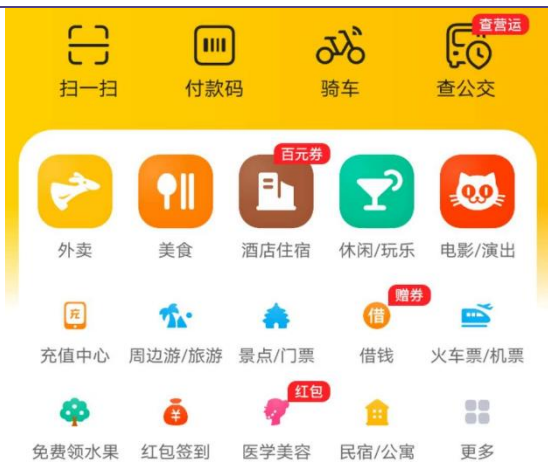 查营运
扫一扫 付款码 骑车 查公交
百元券
外卖 美食 酒店住宿 休闲/玩乐 电影/演出
赠券
充 借
充值中心 周边游/旅游 景点/门票 借钱 火车票/机票
红包
¥
免费领水果 红包签到 医学美容 民宿/公寓 更多